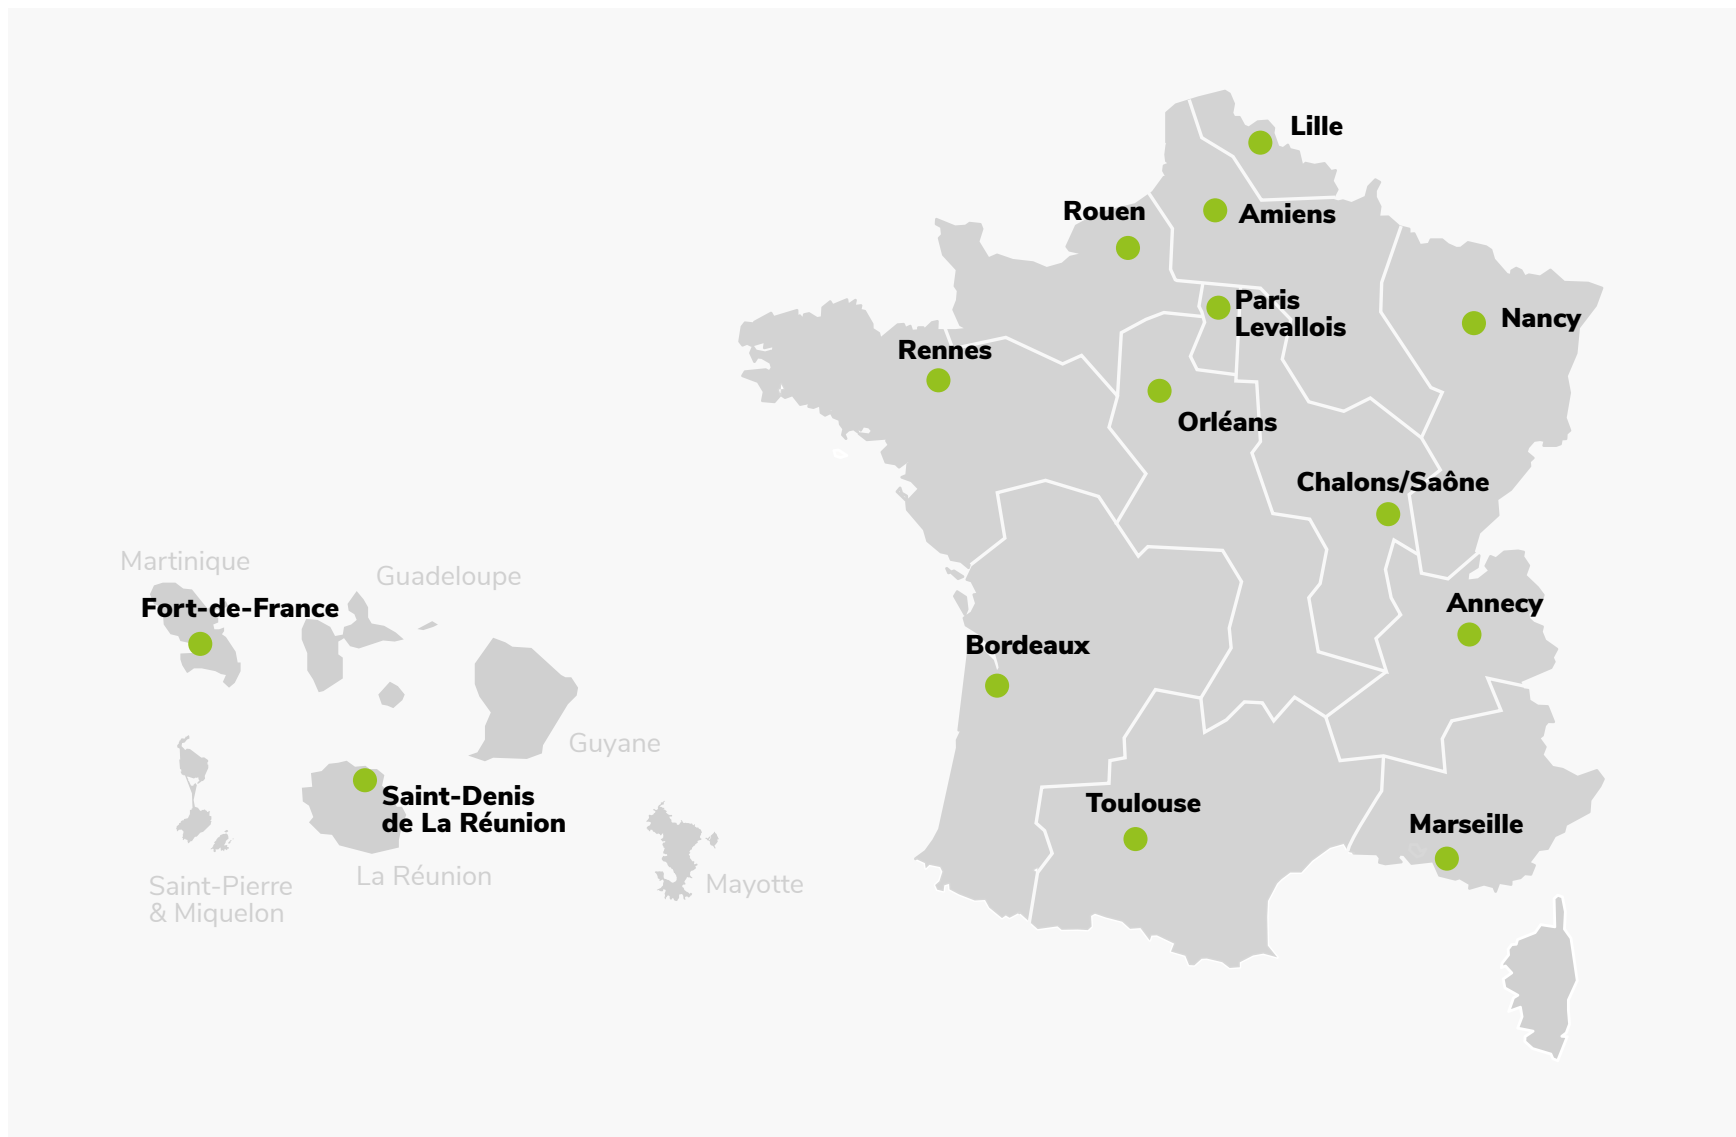 Lille
Rouen
Amiens
Paris
Levallois
Nancy
Rennes
Orléans
Chalons/Saône
Martinique
Guadeloupe
Fort-de-France
Annecy
Bordeaux
Guyane
Saint-Denis
de La Réunion
Toulouse
Marseille
La Réunion
Mayotte
Saint-Pierre
& Miquelon